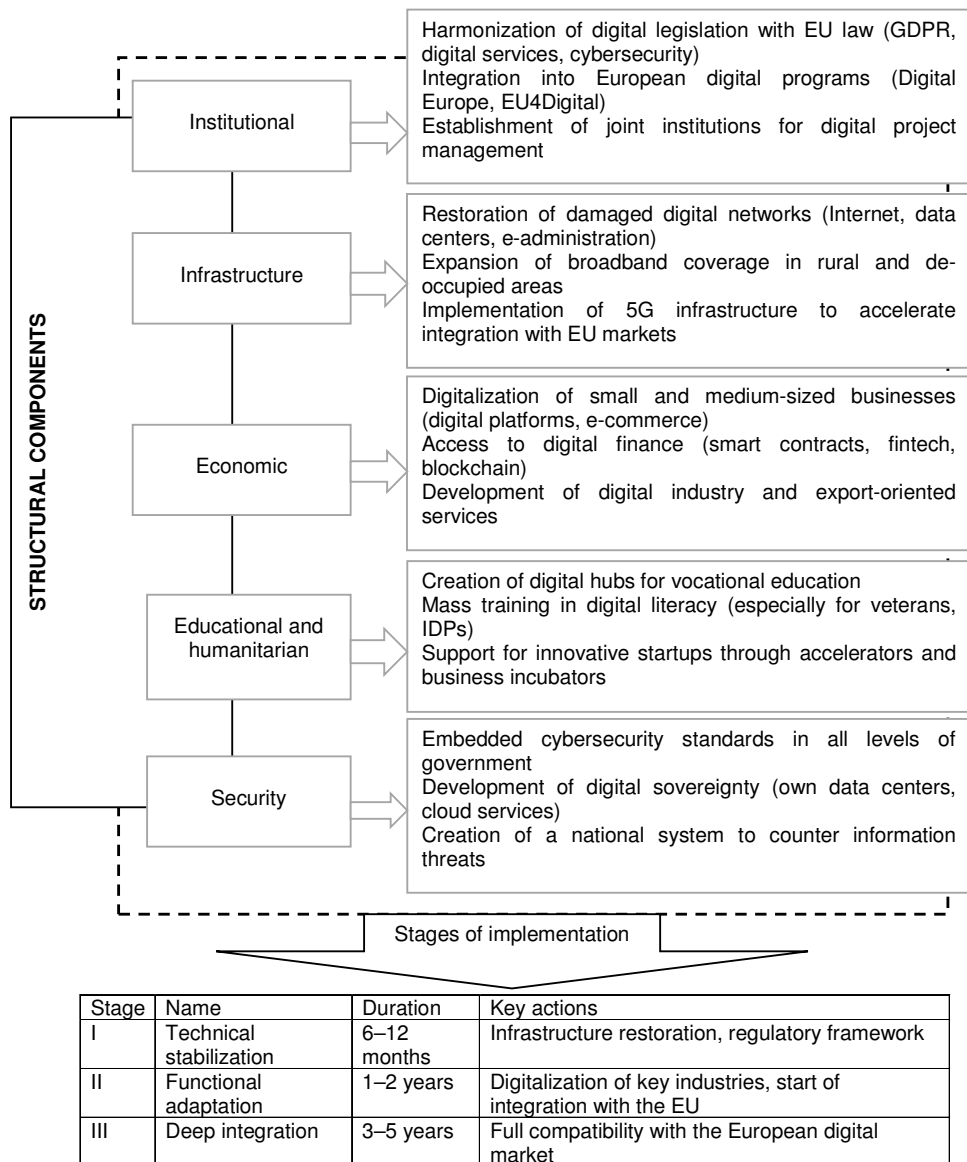 STRUCTURAL COMPONENTS
Institutional
Harmonization of digital legislation with EU law (GDPR,
digital services, cybersecurity)
Integration into European digital programs (Digital
Europe, EU4Digital)
Establishment of joint institutions for digital project
management
Infrastructure
Restoration of damaged digital networks (Internet, data
centers, e-administration)
Expansion of broadband coverage in rural and de-
occupied areas
Implementation of 5G infrastructure to accelerate
integration with EU markets
Economic
Digitalization of small and medium-sized businesses
(digital platforms, e-commerce)
Access to digital finance (smart contracts, fintech,
blockchain)
Development of digital industry and export-oriented
services
Educational and
humanitarian
Creation of digital hubs for vocational education
Mass training in digital literacy (especially for veterans,
IDPs)
Support for innovative startups through accelerators and
business incubators
Security
Embedded cybersecurity standards in all levels of
government
Development of digital sovereignty (own data centers,
cloud services)
Creation of a national system to counter information
threats
Stages of implementation
Stage Name Duration Key actions
I Technical stabilization 6–12 months Infrastructure restoration, regulatory framework
II Functional adaptation 1–2 years Digitalization of key industries, start of
integration with the EU
III Deep integration 3–5 years Full compatibility with the European digital
market